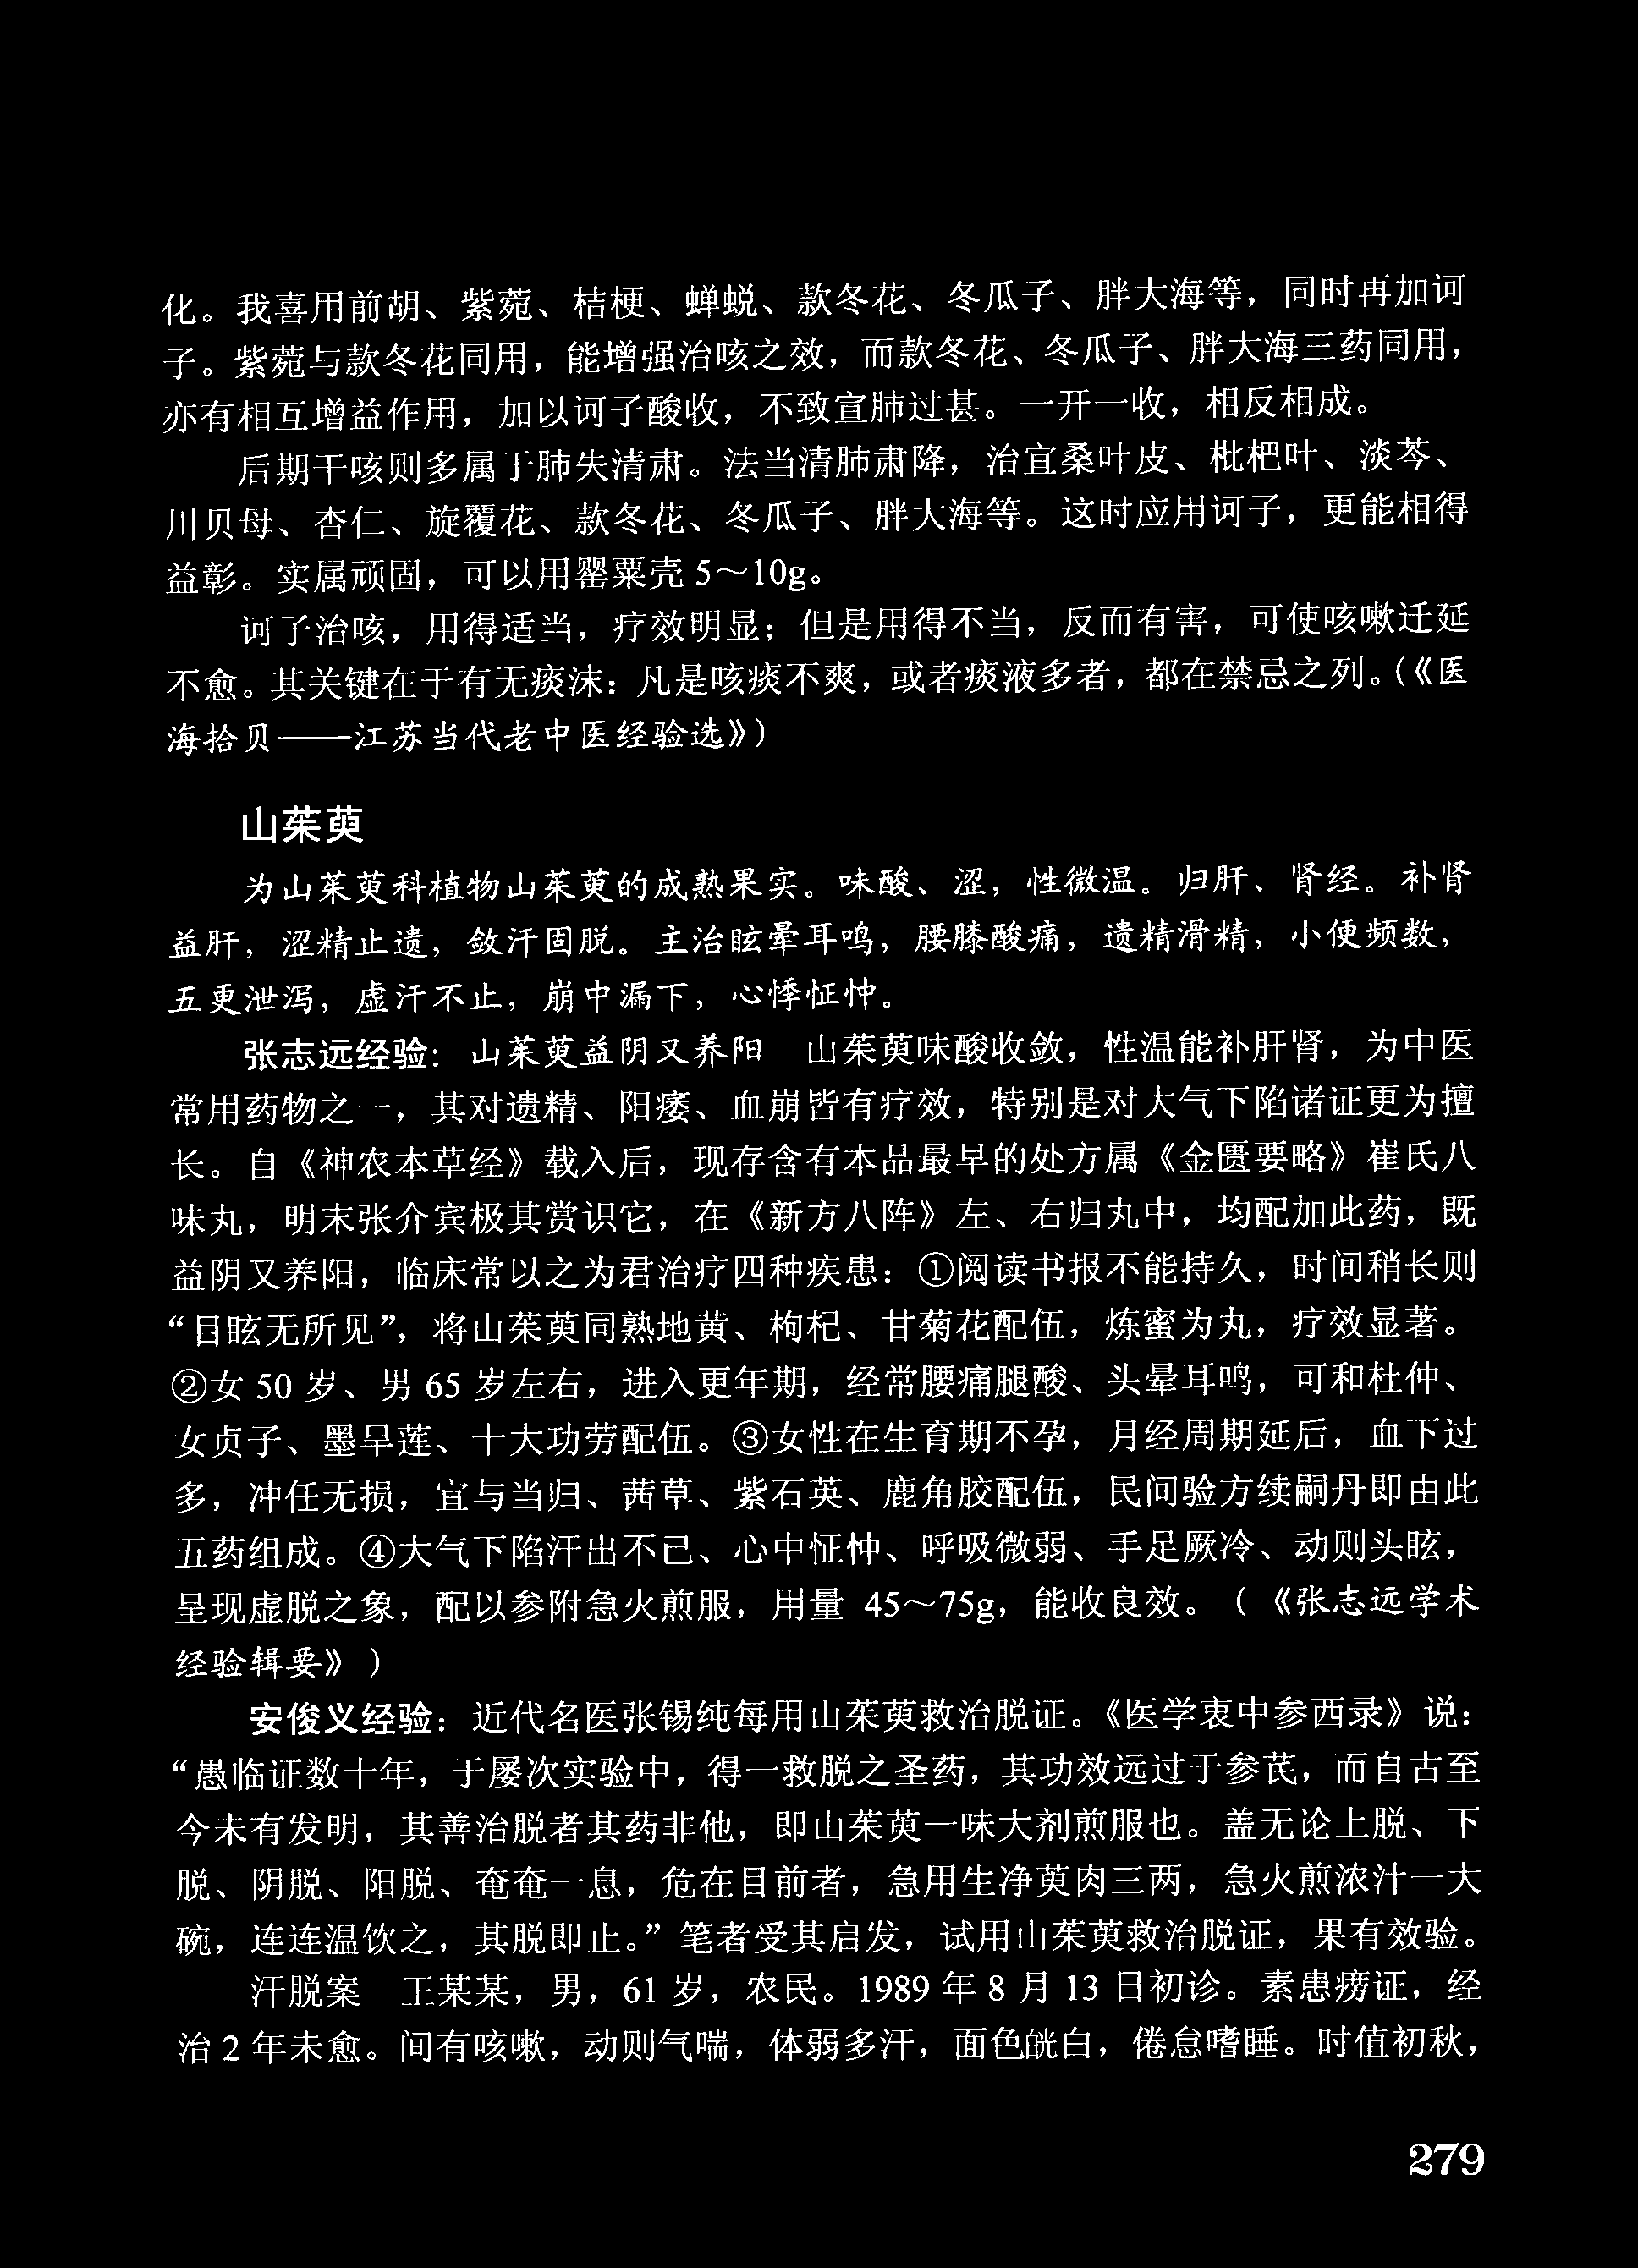 化。我喜用前胡、紫菀、桔梗、蝉蜕、款冬花、冬瓜子、胖大海等，同时再加诃
子。紫菀与款冬花同用，能增强治咳之效，而款冬花、冬瓜子、胖大海三药同用，
亦有相互增益作用，加以诃子酸收，不致宣肺过甚。一开一收，相反相成。
后期干咳则多属于肺失清肃。法当清肺肃降，治宜桑叶皮、枇杷叶、淡芩、
川贝母、杏仁、旋覆花、款冬花、冬瓜子、胖大海等。这时应用诃子，更能相得
益彰。实属顽固，可以用罂粟壳 5～10g。
诃子治咳，用得适当，疗效明显；但是用得不当，反而有害，可使咳嗽迁延
不愈。其关键在于有无痰沫：凡是咳痰不爽，或者痰液多者，都在禁忌之列。(《医
海拾贝——江苏当代老中医经验选》)
山茱萸
为山茱萸科植物山茱萸的成熟果实。味酸、涩，性微温。归肝、肾经。补肾
益肝，涩精止遗，敛汗固脱。主治眩晕耳鸣，腰膝酸痛，遗精滑精，小便频数，
五更泄泻，虚汗不止，崩中漏下，心悸怔忡。
张志远经验：山茱萸益阴又养阳　山茱萸味酸收敛，性温能补肝肾，为中医
常用药物之一，其对遗精、阳痿、血崩皆有疗效，特别是对大气下陷诸证更为擅
长。自《神农本草经》载入后，现存含有本品最早的处方属《金匮要略》崔氏八
味丸，明末张介宾极其赏识它，在《新方八阵》左、右归丸中，均配加此药，既
益阴又养阳，临床常以之为君治疗四种疾患：①阅读书报不能持久，时间稍长则
“目眩无所见”，将山茱萸同熟地黄、枸杞、甘菊花配伍，炼蜜为丸，疗效显著。
②女 50 岁、男 65 岁左右，进入更年期，经常腰痛腿酸、头晕耳鸣，可和杜仲、
女贞子、墨旱莲、十大功劳配伍。③女性在生育期不孕，月经周期延后，血下过
多，冲任无损，宜与当归、茜草、紫石英、鹿角胶配伍，民间验方续嗣丹即由此
五药组成。④大气下陷汗出不已、心中怔忡、呼吸微弱、手足厥冷、动则头眩，
呈现虚脱之象，配以参附急火煎服，用量 45～75g，能收良效。(《张志远学术
经验辑要》)
安俊义经验：近代名医张锡纯每用山茱萸救治脱证。《医学衷中参西录》说：
“愚临证数十年，于屡次实验中，得一救脱之圣药，其功效远过于参芪，而自古至
今未有发明，其善治脱者其药非他，即山茱萸一味大剂煎服也。盖无论上脱、下
脱、阴脱、阳脱、奄奄一息，危在目前者，急用生净萸肉三两，急火煎浓汁一大
碗，连连温饮之，其脱即止。”笔者受其启发，试用山茱萸救治脱证，果有效验。
汗脱案　王某某，男，61 岁，农民。1989 年 8 月 13 日初诊。素患痨证，经
治 2 年未愈。间有咳嗽，动则气喘，体弱多汗，面色㿠白，倦怠嗜睡。时值初秋，
279